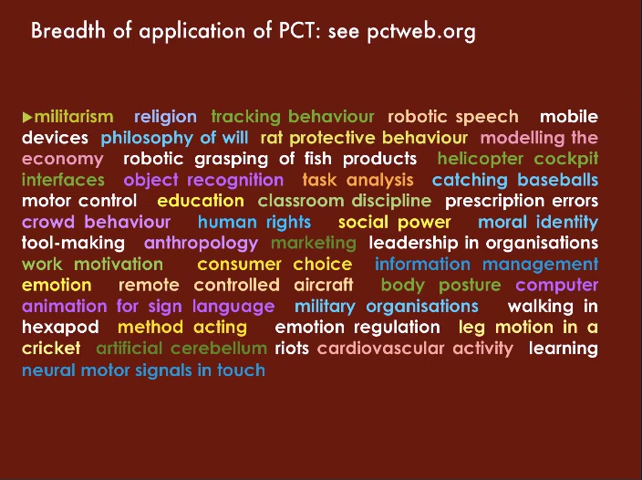 Breadth of application of PCT: see pctweb.org
militarism religion tracking behaviour robotic speech mobile
devices philosophy of will rat protective behaviour modelling the
economy robotic grasping of fish products helicopter cockpit
interfaces object recognition task analysis catching baseballs
motor control education classroom discipline prescription errors
crowd behaviour human rights social power moral identity
tool-making anthropology marketing leadership in organisations
work motivation consumer choice information management
emotion remote controlled aircraft body posture computer
animation for sign language military organisations walking in
hexapod method acting emotion regulation leg motion in a
cricket artificial cerebellum riots cardiovascular activity learning
neural motor signals in touch